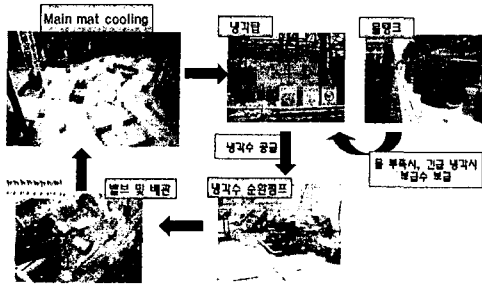 Main mat cooling
냉각탑
물탱크
냉각수 공급
물 부족시, 긴급 냉각시
보급수 보급
밸브 및 배관
냉각수 순환펌프